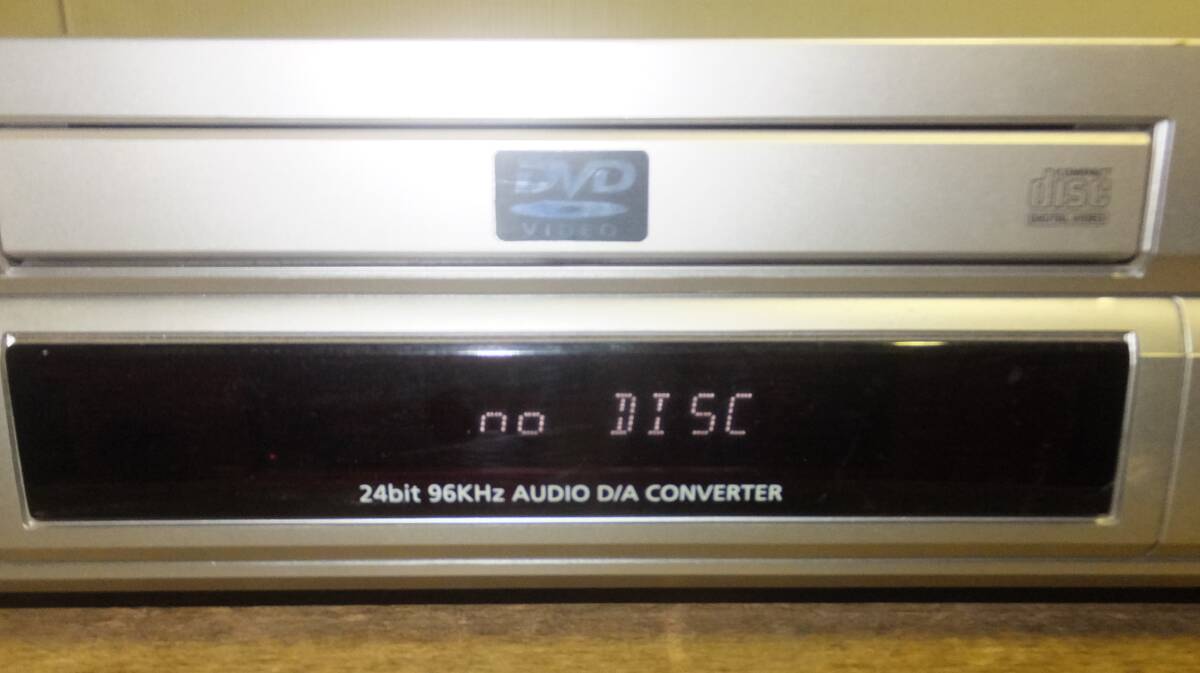 DVD
VIDEO
COMPACT
disc
DIGITAL VIDEO
no DISC
24bit 96KHz AUDIO D/A CONVERTER